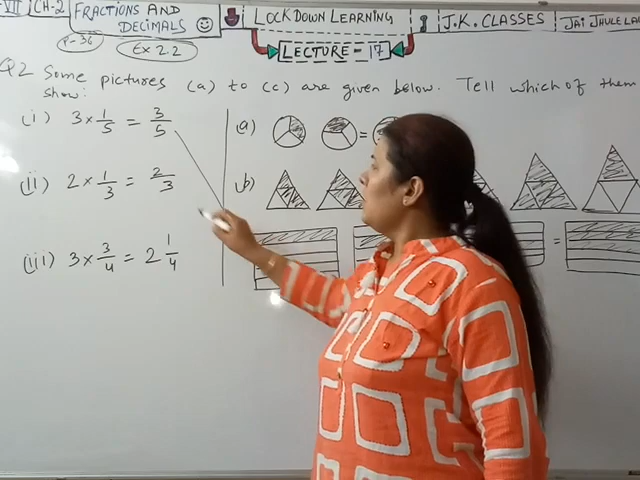 VII CH-2 FRACTIONS AND DECIMALS LOCKDOWN LEARNING J.K. CLASSES JAI JHULELAL
P-36 Ex 2.2 LECTURE-17
Q2 Some pictures (a) to (c) are given below. Tell which of them
show:
(i) 3 × 1/5 = 3/5
(ii) 2 × 1/3 = 2/3
(iii) 3 × 3/4 = 2 1/4
(a) =
(b)
=